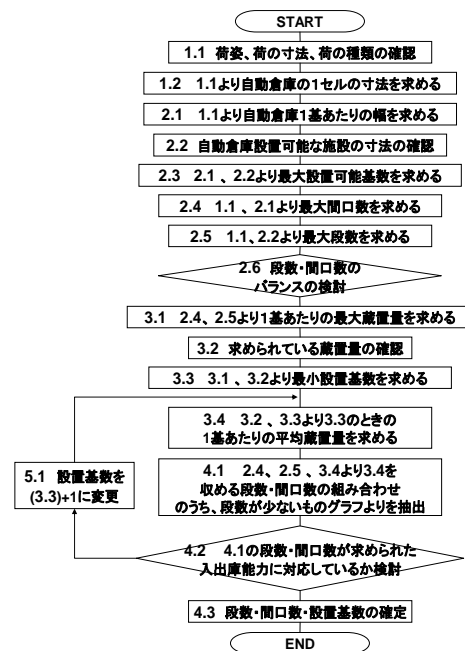 START
1.1 荷姿、荷の寸法、荷の種類の確認
1.2 1.1より自動倉庫の1セルの寸法を求める
2.1 1.1より自動倉庫1基あたりの幅を求める
2.2 自動倉庫設置可能な施設の寸法の確認
2.3 2.1 、2.2より最大設置可能基数を求める
2.4 1.1 、2.1より最大間口数を求める
2.5 1.1、2.2より最大段数を求める
2.6 段数・間口数の
バランスの検討
3.1 2.4、2.5より1基あたりの最大蔵置量を求める
3.2 求められている蔵置量の確認
3.3 3.1 、3.2より最小設置基数を求める
3.4 3.2 、3.3より3.3のときの
1基あたりの平均蔵置量を求める
5.1 設置基数を
(3.3)+1に変更
4.1 2.4、2.5 、3.4より3.4を
収める段数・間口数の組み合わせ
のうち、段数が少ないものグラフよりを抽出
4.2 4.1の段数・間口数が求められた
入出庫能力に対応しているか検討
4.3 段数・間口数・設置基数の確定
END